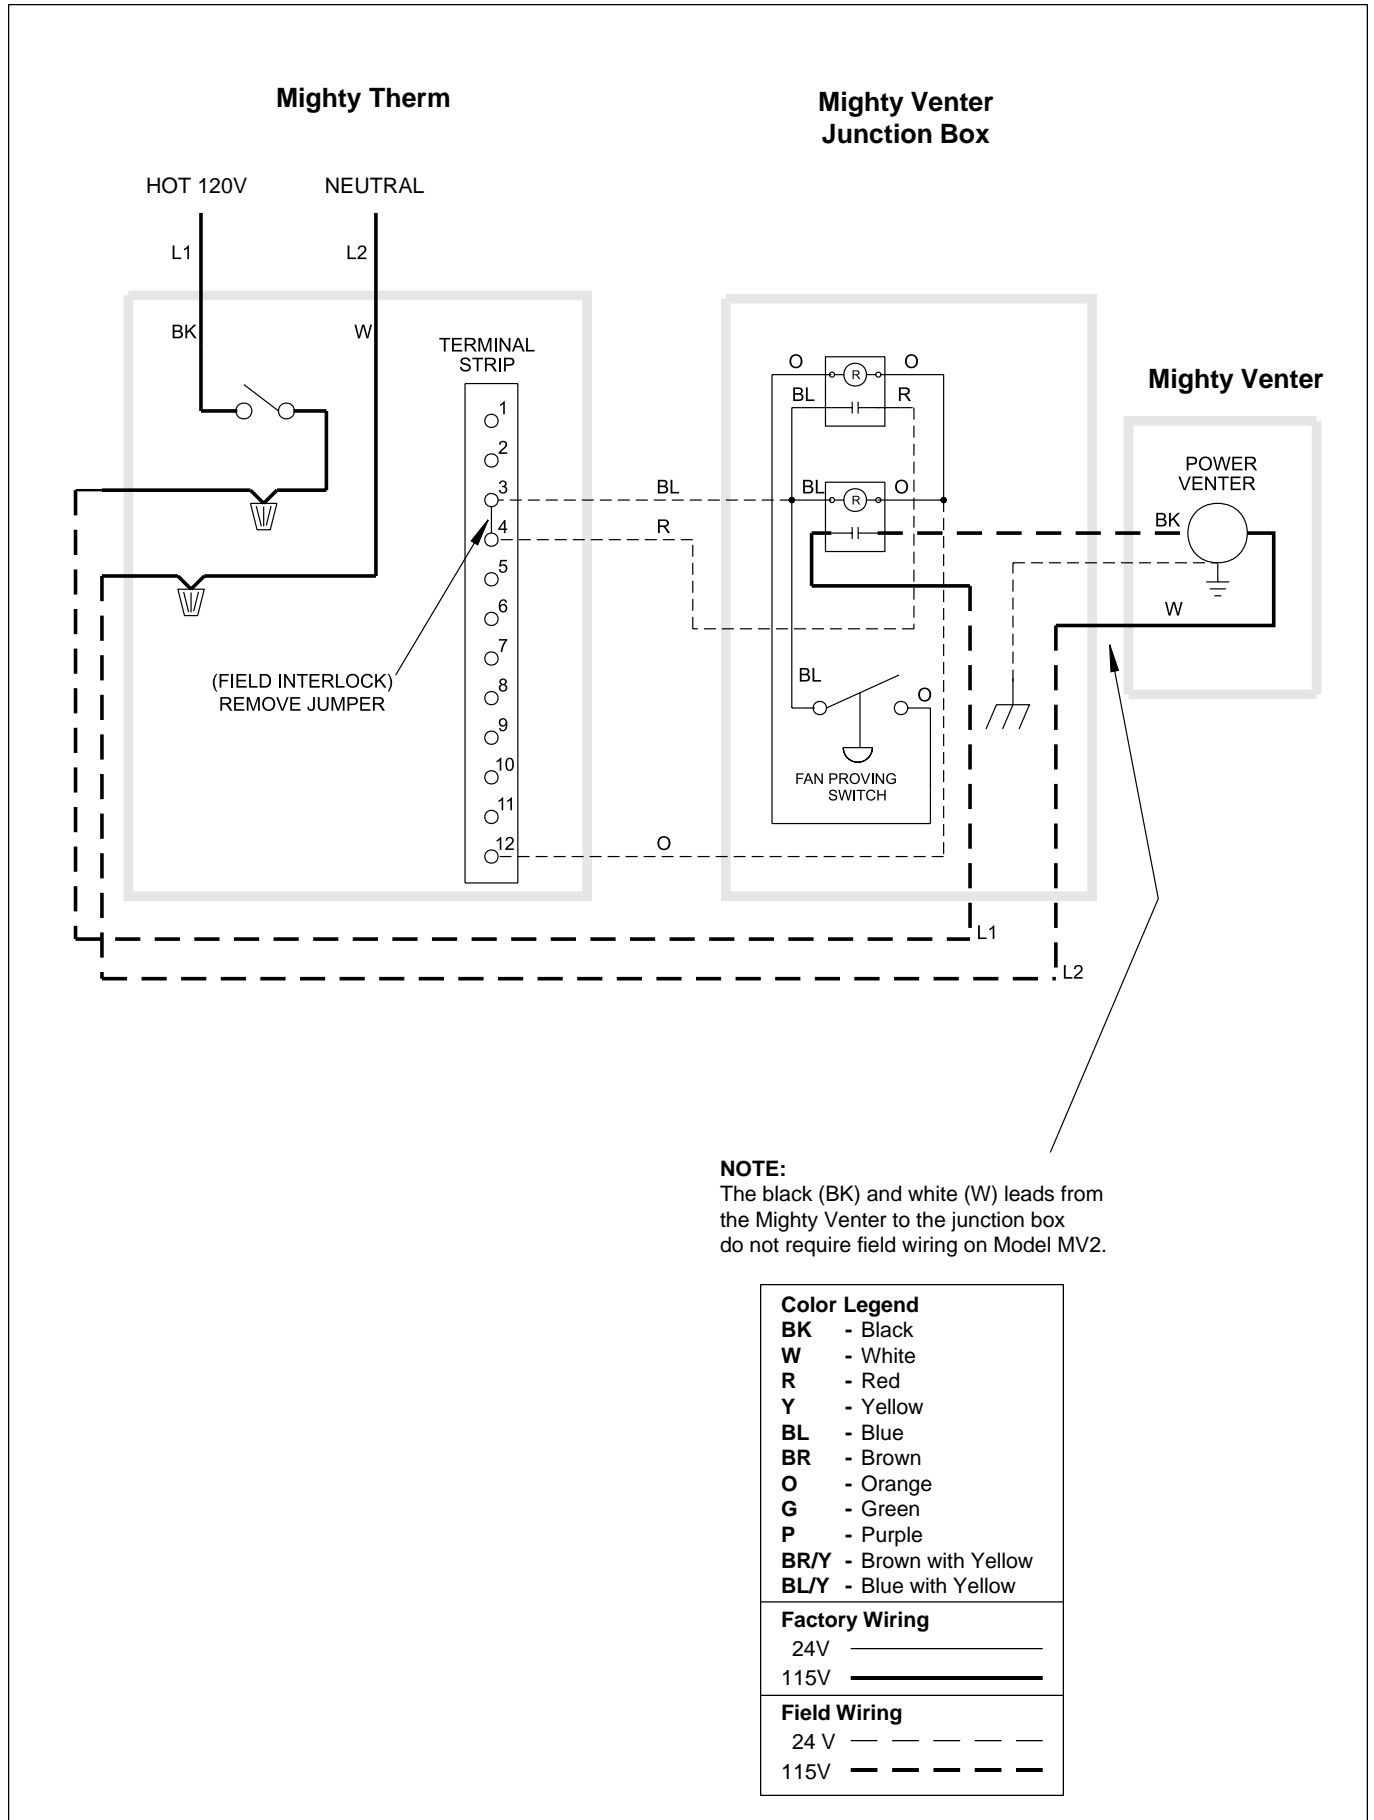 Mighty Therm
Mighty Venter
Junction Box
HOT 120V
NEUTRAL
L1
L2
BK
W
TERMINAL
STRIP
1
2
3
4
5
6
7
8
9
10
11
12
(FIELD INTERLOCK)
REMOVE JUMPER
BL
R
O
O
R
O
BL
R
BL
R
O
BL
O
FAN PROVING
SWITCH
L1
L2
Mighty Venter
POWER
VENTER
BK
W
NOTE:
The black (BK) and white (W) leads from
the Mighty Venter to the junction box
do not require field wiring on Model MV2.
Color Legend
BK - Black
W - White
R - Red
Y - Yellow
BL - Blue
BR - Brown
O - Orange
G - Green
P - Purple
BR/Y - Brown with Yellow
BL/Y - Blue with Yellow
Factory Wiring
24V
115V
Field Wiring
24 V
115V